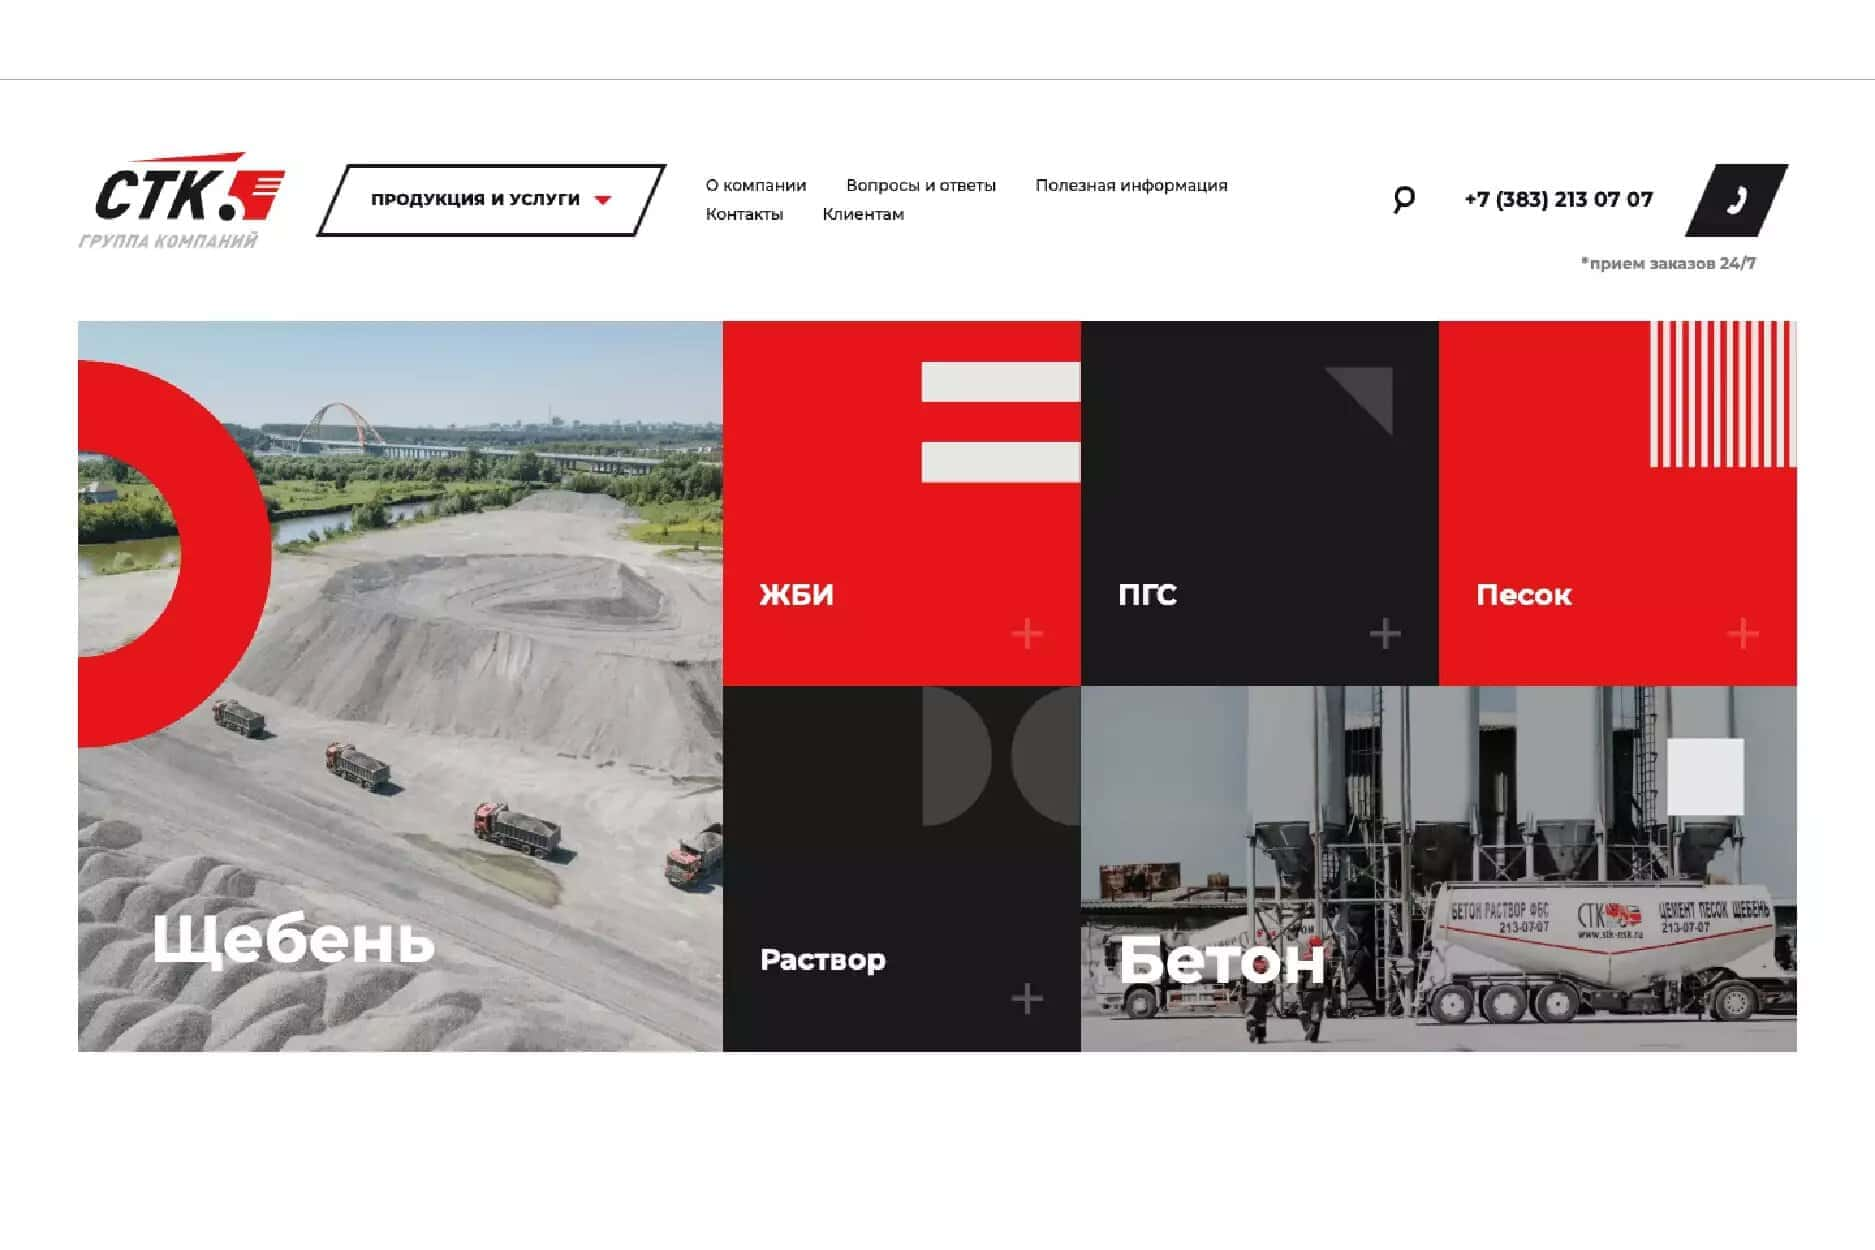 СТК
ГРУППА КОМПАНИЙ
ПРОДУКЦИЯ И УСЛУГИ
О компании Вопросы и ответы Полезная информация
Контакты Клиентам
+7 (383) 213 07 07
*прием заказов 24/7
ЖБИ
ПГС
Песок
Щебень
Раствор
Бетон
БЕТОН РАСТВОР ФБС
213-07-07
СТК
www.stk-nsk.ru
ЦЕМЕНТ ПЕСОК ЩЕБЕНЬ
213-07-07